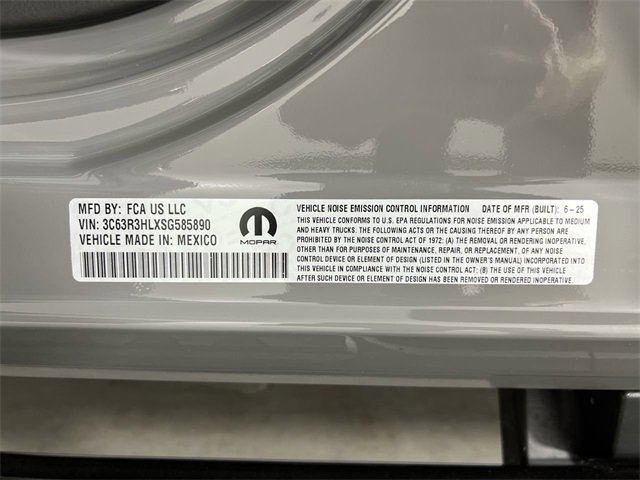 MFD BY: FCA US LLC
VIN: 3C63R3HLXSG585890
VEHICLE MADE IN: MEXICO
MOPAR
VEHICLE NOISE EMISSION CONTROL INFORMATION DATE OF MFR (BUILT): 6-25
THIS VEHICLE CONFORMS TO U.S. EPA REGULATIONS FOR NOISE EMISSION APPLICABLE TO MEDIUM
AND HEAVY TRUCKS. THE FOLLOWING ACTS OR THE CAUSING THEREOF BY ANY PERSON ARE
PROHIBITED BY THE NOISE CONTROL OF 1972: (A) THE REMOVAL OR RENDERING INOPERATIVE,
OTHER THAN FOR PURPOSES OF MAINTENANCE, REPAIR, OR REPLACEMENT, OF ANY NOISE
CONTROL DEVICE OR ELEMENT OF DESIGN (LISTED IN THE OWNER'S MANUAL) INCORPORATED INTO
THIS VEHICLE IN COMPLIANCE WITH THE NOISE CONTROL ACT; (B) THE USE OF THIS VEHICLE
AFTER SUCH DEVICE OR ELEMENT OF DESIGN HAS BEEN REMOVED OR RENDERED INOPERATIVE.